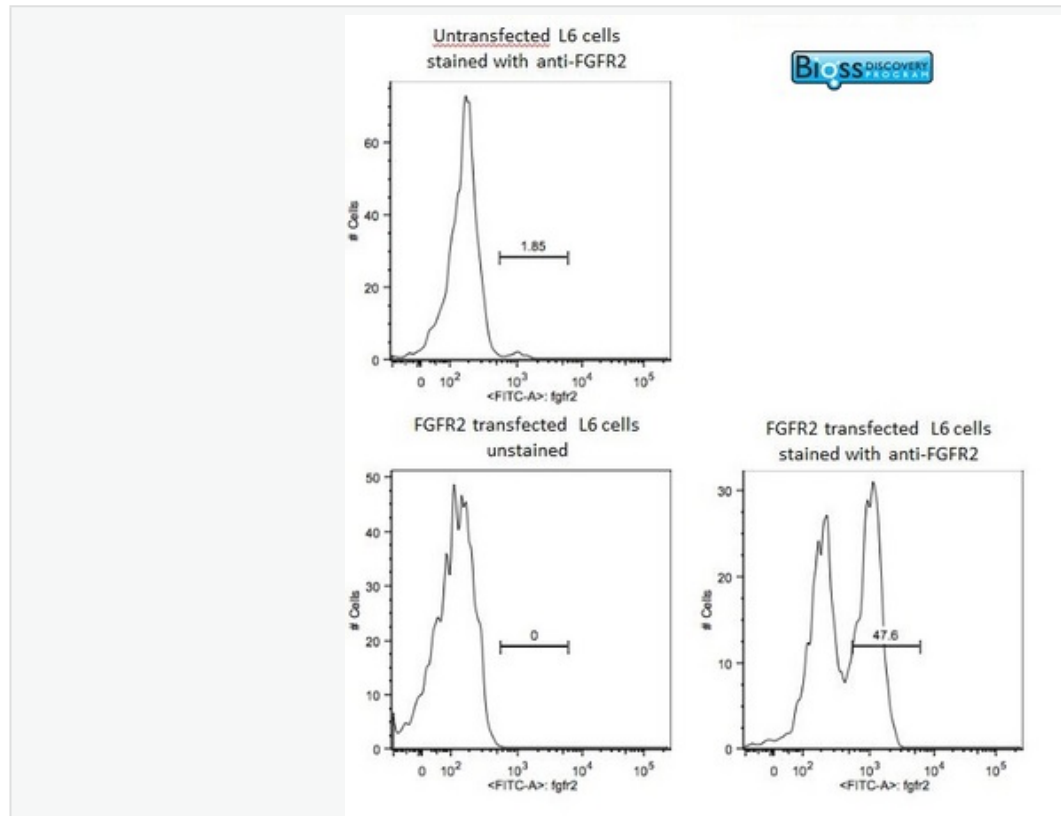 Untransfected L6 cells
stained with anti-FGFR2
Bioss DISCOVERY
PROGRAM
60
40
20
0
# Cells
1.85
0 10² 10³ 10⁴ 10⁵
<FITC-A>: fgfr2
FGFR2 transfected L6 cells
unstained
50
40
30
20
10
0
# Cells
0
0 10² 10³ 10⁴ 10⁵
<FITC-A>: fgfr2
FGFR2 transfected L6 cells
stained with anti-FGFR2
30
20
10
0
# Cells
47.6
0 10² 10³ 10⁴ 10⁵
<FITC-A>: fgfr2